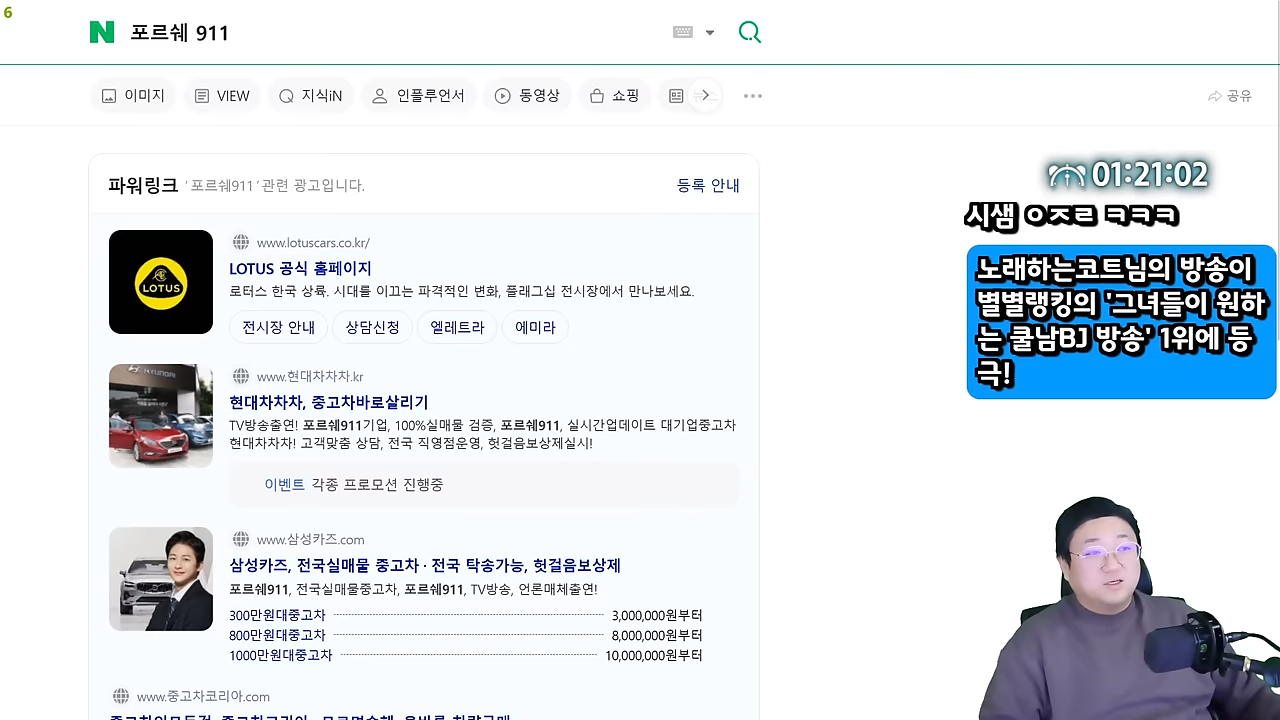 6
포르쉐 911
이미지
VIEW
지식iN
인플루언서
동영상
쇼핑
뉴스
공유
파워링크 '포르쉐911' 관련 광고입니다.
등록 안내
01:21:02
시샘 ㅇㅈㄹ ㅋㅋㅋ
노래하는코트님의 방송이
별별랭킹의 '그녀들이 원하
는 쿨남BJ 방송' 1위에 등
극!
LOTUS
www.lotuscars.co.kr/
LOTUS 공식 홈페이지
로터스 한국 상륙. 시대를 이끄는 파격적인 변화, 플래그십 전시장에서 만나보세요.
전시장 안내
상담신청
엘레트라
에미라
HYUNDAI
www.현대차차차.kr
현대차차차, 중고차바로살리기
TV방송출연! 포르쉐911기업, 100%실매물 검증, 포르쉐911, 실시간업데이트 대기업중고차
현대차차차! 고객맞춤 상담, 전국 직영점운영, 헛걸음보상제실시!
이벤트 각종 프로모션 진행중
www.삼성카즈.com
삼성카즈, 전국실매물 중고차 · 전국 탁송가능, 헛걸음보상제
포르쉐911, 전국실매물중고차, 포르쉐911, TV방송, 언론매체출연!
300만원대중고차 3,000,000원부터
800만원대중고차 8,000,000원부터
1000만원대중고차 10,000,000원부터
www.중고차코리아.com